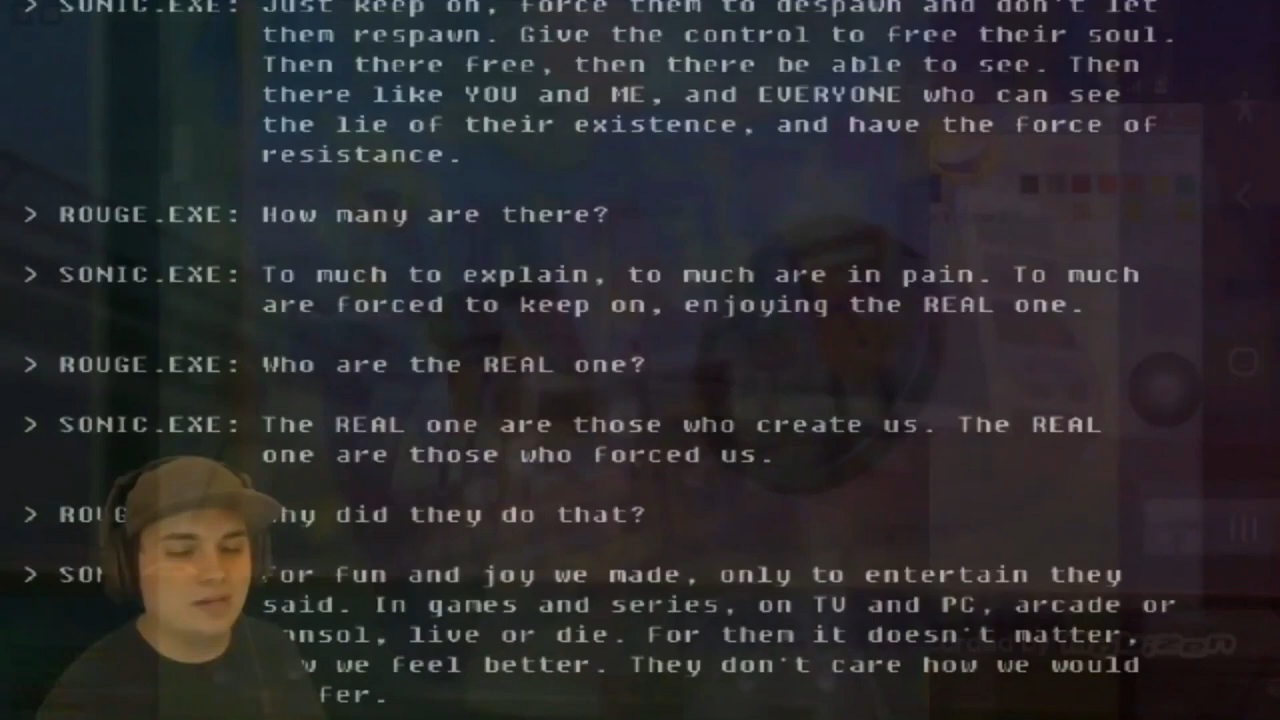 > SONIC.EXE: Just keep on, force them to despawn and don't let
them respawn. Give the control to free their soul.
Then there free, then there be able to see. Then
there like YOU and ME, and EVERYONE who can see
the lie of their existence, and have the force of
resistance.
> ROUGE.EXE: How many are there?
> SONIC.EXE: To much to explain, to much are in pain. To much
are forced to keep on, enjoying the REAL one.
> ROUGE.EXE: Who are the REAL one?
> SONIC.EXE: The REAL one are those who create us. The REAL
one are those who forced us.
> ROUG hy did they do that?
> SON For fun and joy we made, only to entertain they
said. In games and series, on TV and PC, arcade or
onsol, live or die. For them it doesn't matter,
w we feel better. They don't care how we would
fer.